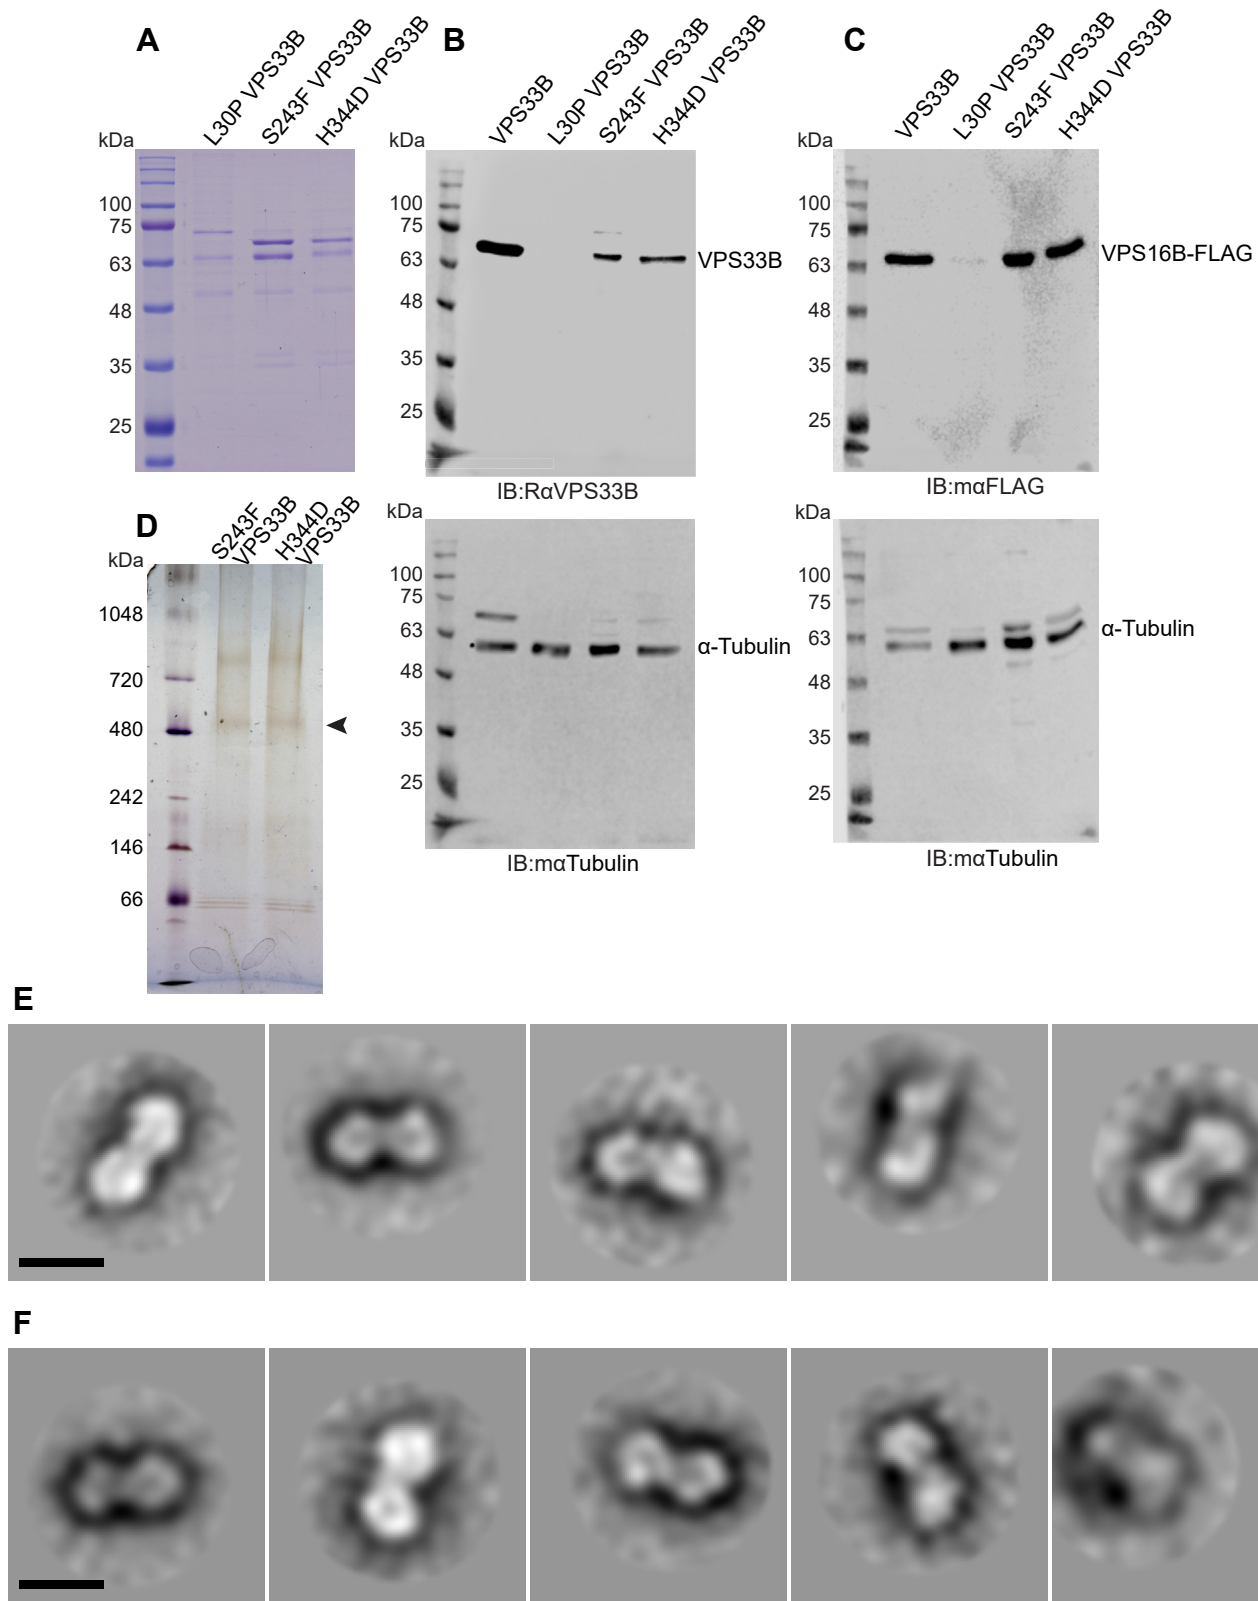 A
L30P VPS33B
S243F VPS33B
H344D VPS33B
kDa
100
75
63
48
35
25
B
VPS33B
L30P VPS33B
S243F VPS33B
H344D VPS33B
kDa
100
75
63
48
35
25
VPS33B
IB:RαVPS33B
kDa
100
75
63
48
35
25
α-Tubulin
IB:mαTubulin
C
VPS33B
L30P VPS33B
S243F VPS33B
H344D VPS33B
kDa
100
75
63
48
35
25
VPS16B-FLAG
IB:mαFLAG
kDa
100
75
63
48
35
25
α-Tubulin
IB:mαTubulin
D
S243F
VPS33B
H344D
VPS33B
kDa
1048
720
480
242
146
66
E
F